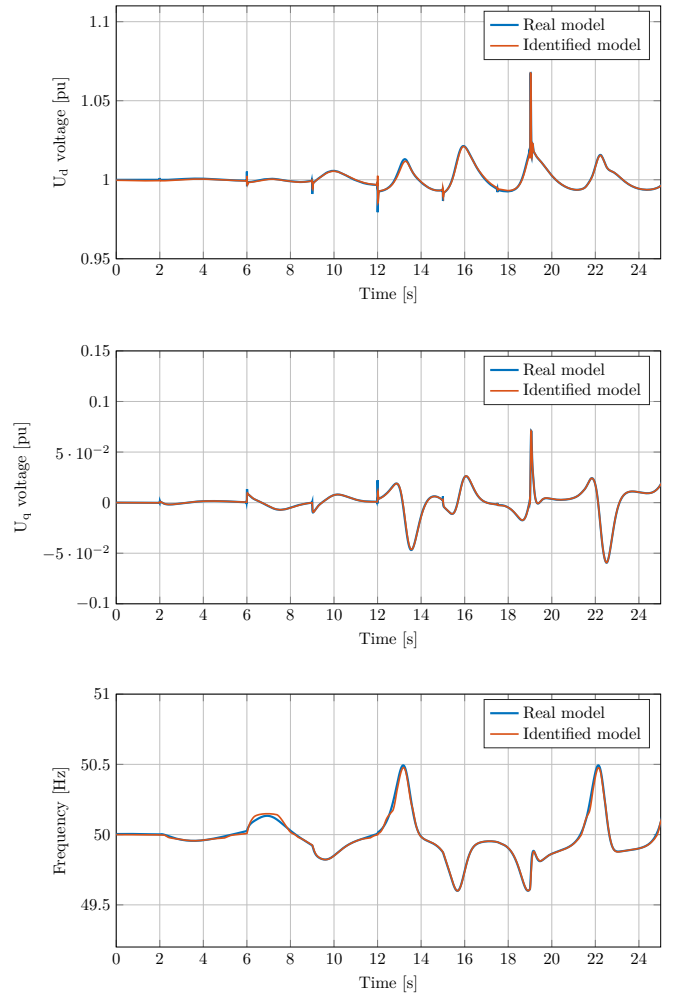 1.1
1.05
1
0.95
U_d voltage [pu]
Real model
Identified model
0 2 4 6 8 10 12 14 16 18 20 22 24
Time [s]
0.15
0.1
5 · 10⁻²
0
−5 · 10⁻²
−0.1
U_q voltage [pu]
Real model
Identified model
0 2 4 6 8 10 12 14 16 18 20 22 24
Time [s]
51
50.5
50
49.5
Frequency [Hz]
Real model
Identified model
0 2 4 6 8 10 12 14 16 18 20 22 24
Time [s]